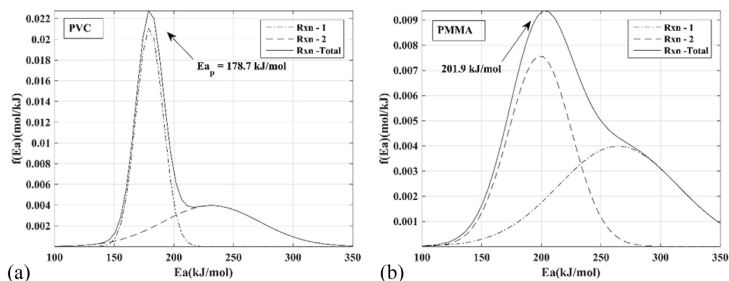 PVC
Rxn - 1
Rxn - 2
Rxn -Total
Ea_p = 178.7 kJ/mol
0.022
0.02
0.018
0.016
0.014
0.012
0.01
0.008
0.006
0.004
0.002
f(Ea)(mol/kJ)
100 150 200 250 300 350
Ea(kJ/mol)
(a)
PMMA
Rxn - 1
Rxn - 2
Rxn-Total
201.9 kJ/mol
0.009
0.008
0.007
0.006
0.005
0.004
0.003
0.002
0.001
f(Ea)(mol/kJ)
100 150 200 250 300 350
Ea(kJ/mol)
(b)